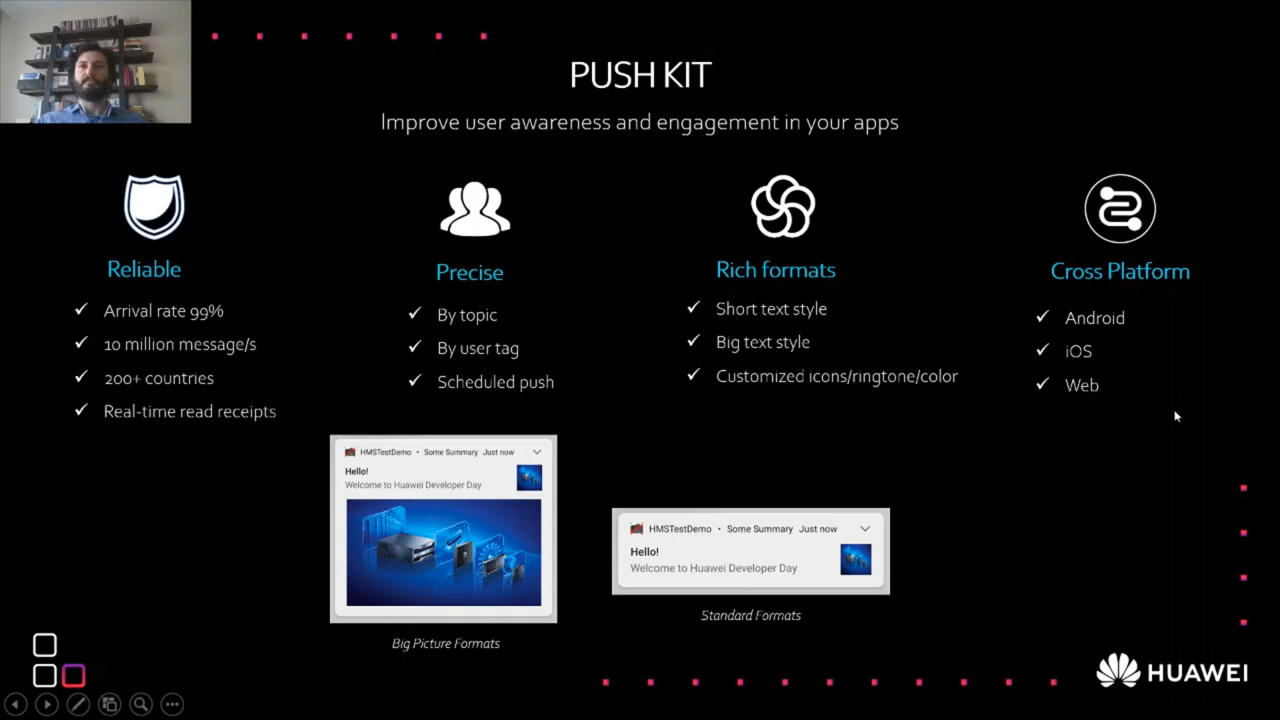 PUSH KIT
Improve user awareness and engagement in your apps
Reliable
Arrival rate 99%
10 million message/s
200+ countries
Real-time read receipts
Precise
By topic
By user tag
Scheduled push
Rich formats
Short text style
Big text style
Customized icons/ringtone/color
Cross Platform
Android
iOS
Web
HMSTestDemo • Some Summary Just now
Hello!
Welcome to Huawei Developer Day
Big Picture Formats
HMSTestDemo • Some Summary Just now
Hello!
Welcome to Huawei Developer Day
Standard Formats
HUAWEI